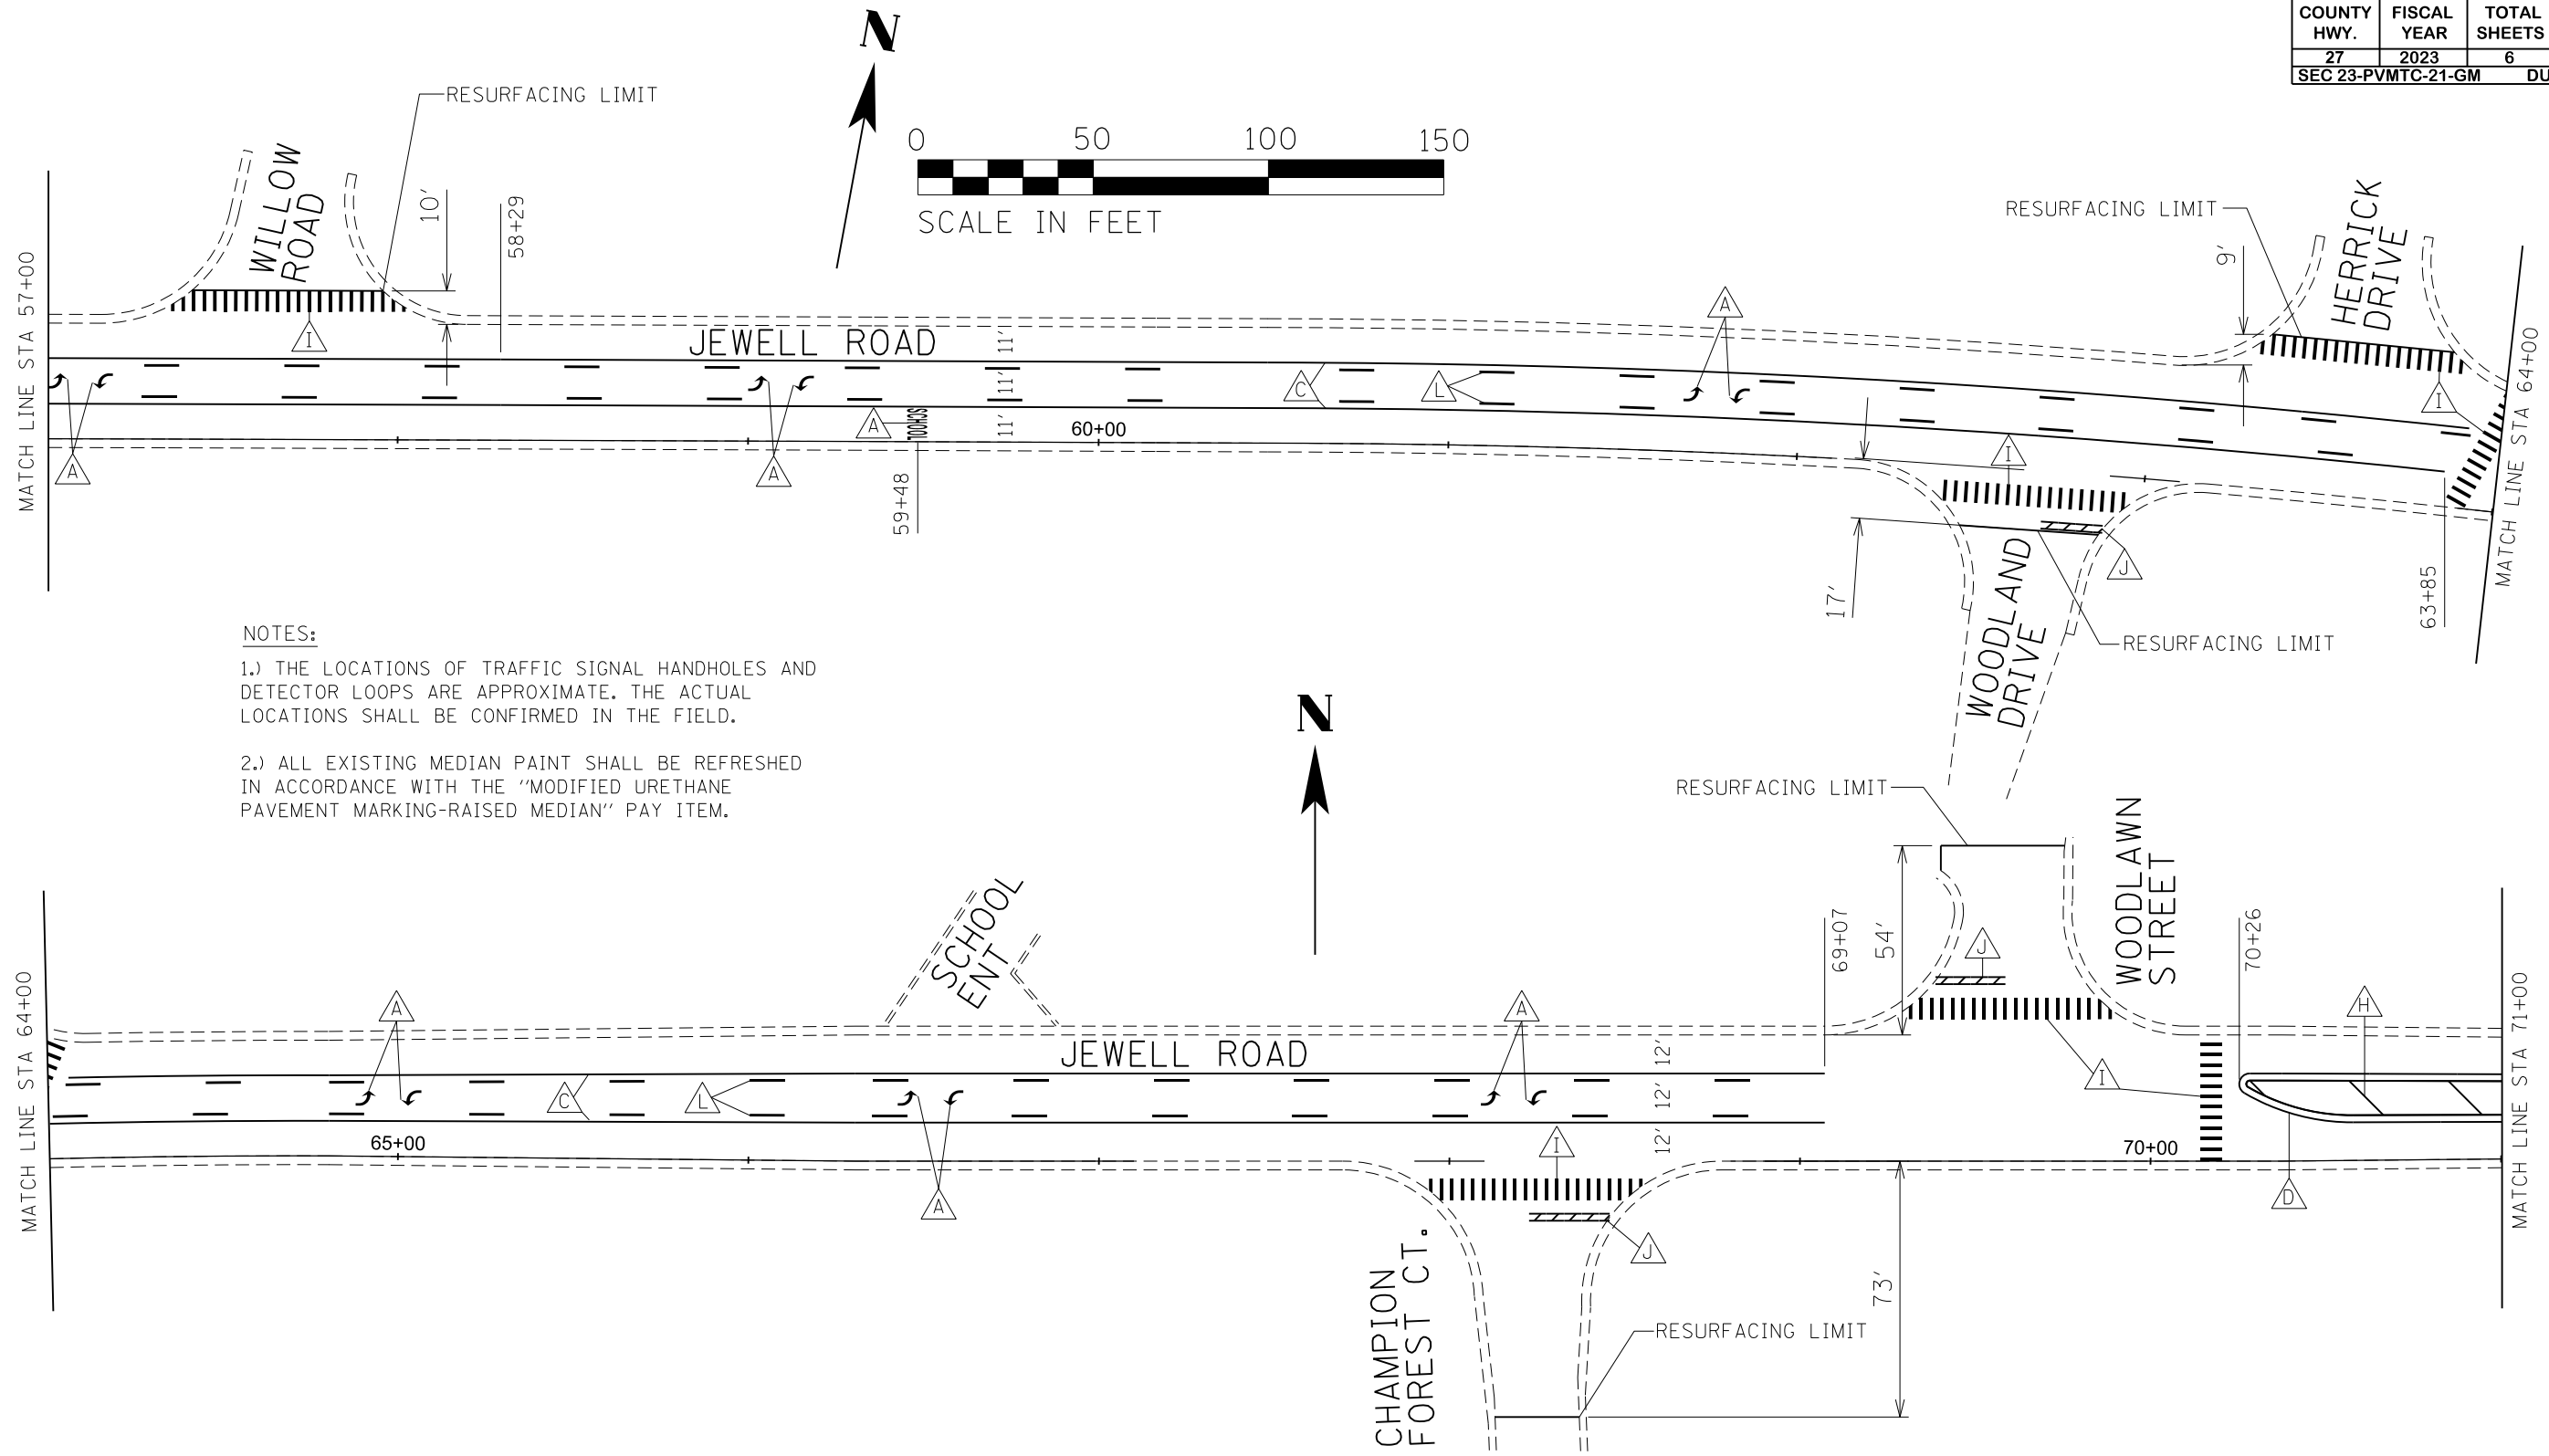 COUNTY HWY. FISCAL YEAR TOTAL SHEETS
27 2023 6
SEC 23-PVMTC-21-GM DU
N
RESURFACING LIMIT
0 50 100 150
SCALE IN FEET
WILLOW
ROAD
10'
58+29
RESURFACING LIMIT
9'
HERRICK
DRIVE
MATCH LINE STA 57+00
I
JEWELL ROAD
11'
11'
11'
A
C
L
A
I
A
A
A
SCHOOL
59+48
60+00
I
17'
J
63+85
MATCH LINE STA 64+00
WOODLAND
DRIVE
RESURFACING LIMIT
NOTES:
1.) THE LOCATIONS OF TRAFFIC SIGNAL HANDHOLES AND
DETECTOR LOOPS ARE APPROXIMATE. THE ACTUAL
LOCATIONS SHALL BE CONFIRMED IN THE FIELD.
2.) ALL EXISTING MEDIAN PAINT SHALL BE REFRESHED
IN ACCORDANCE WITH THE "MODIFIED URETHANE
PAVEMENT MARKING-RAISED MEDIAN" PAY ITEM.
N
RESURFACING LIMIT
WOODLAWN
STREET
SCHOOL
ENT
69+07
54'
J
70+26
MATCH LINE STA 64+00
A
JEWELL ROAD
A
12'
12'
12'
H
MATCH LINE STA 71+00
C
L
I
65+00
I
70+00
A
D
J
CHAMPION
FOREST CT.
73'
RESURFACING LIMIT